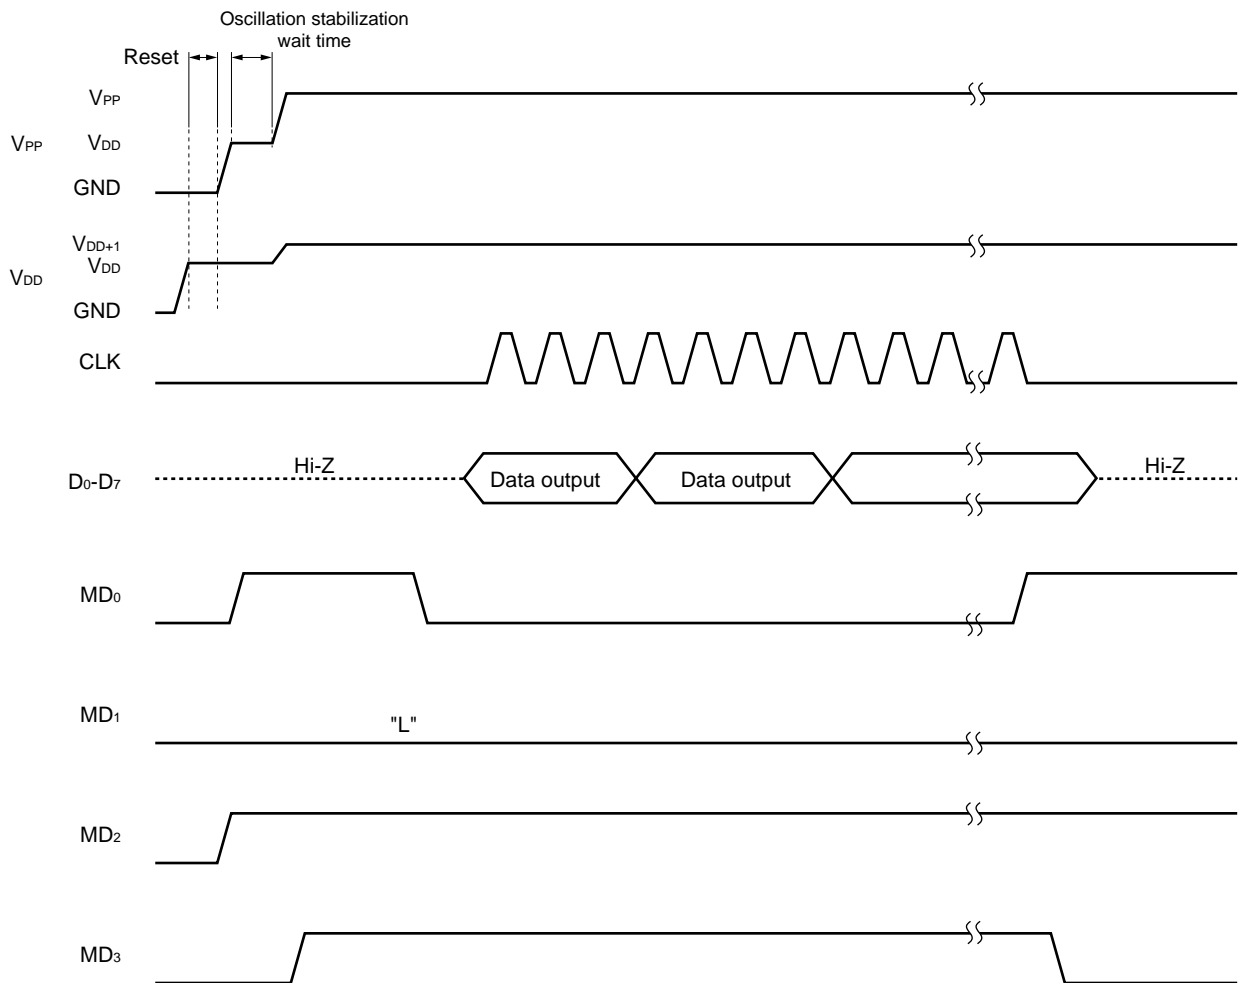 Oscillation stabilization
wait time
Reset
VPP
VPP VDD
GND
VDD+1
VDD
VDD
GND
CLK
D0-D7 Hi-Z Data output Data output Hi-Z
MD0
MD1 "L"
MD2
MD3